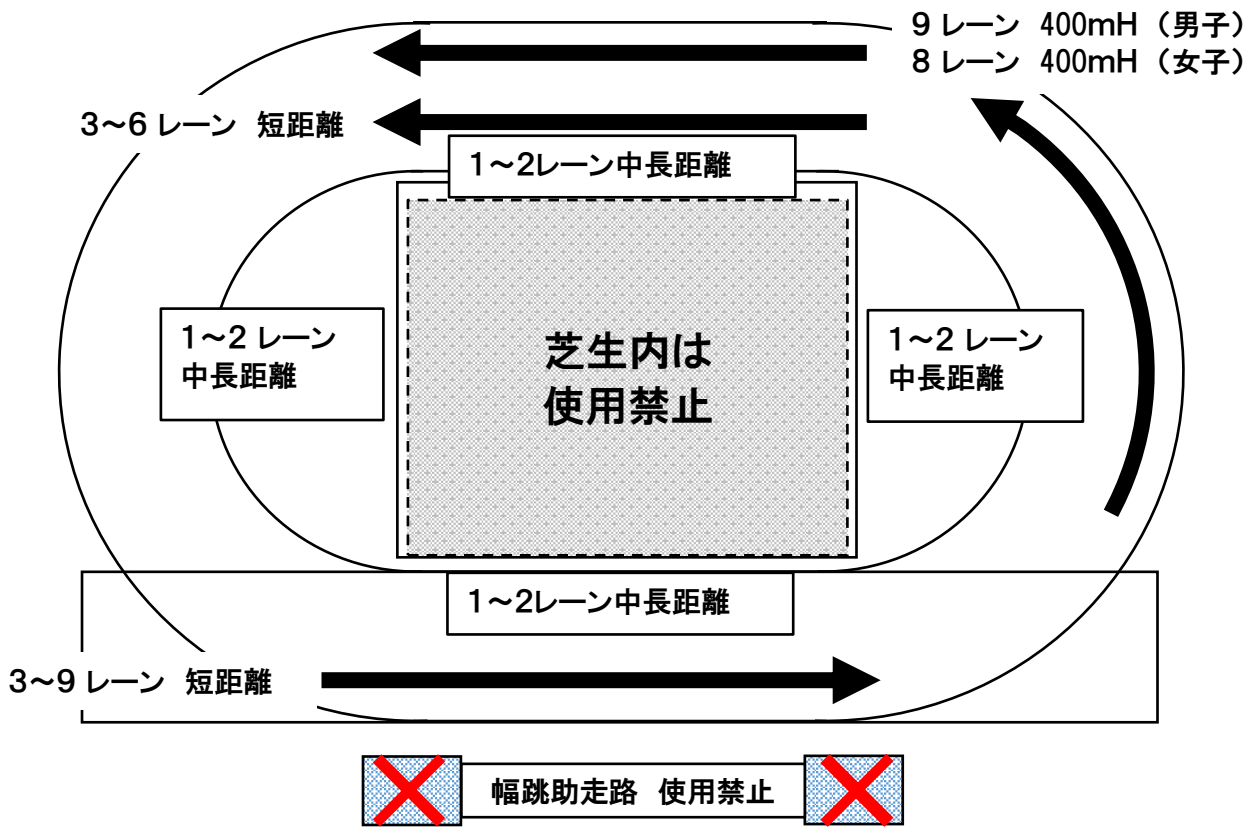 9 レーン 400mH (男子)
8 レーン 400mH (女子)
3~6 レーン 短距離
1~2レーン中長距離
1~2 レーン
中長距離
芝生内は
使用禁止
1~2 レーン
中長距離
1~2レーン中長距離
3~9 レーン 短距離
幅跳助走路 使用禁止